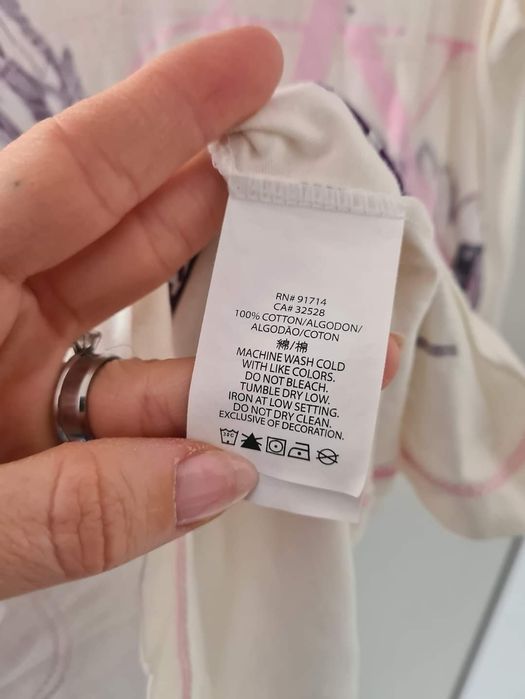 RN# 91714
CA# 32528
100% COTTON/ALGODON/
ALGODÃO/COTON
綿/棉
MACHINE WASH COLD
WITH LIKE COLORS.
DO NOT BLEACH.
TUMBLE DRY LOW.
IRON AT LOW SETTING.
DO NOT DRY CLEAN.
EXCLUSIVE OF DECORATION.
30C